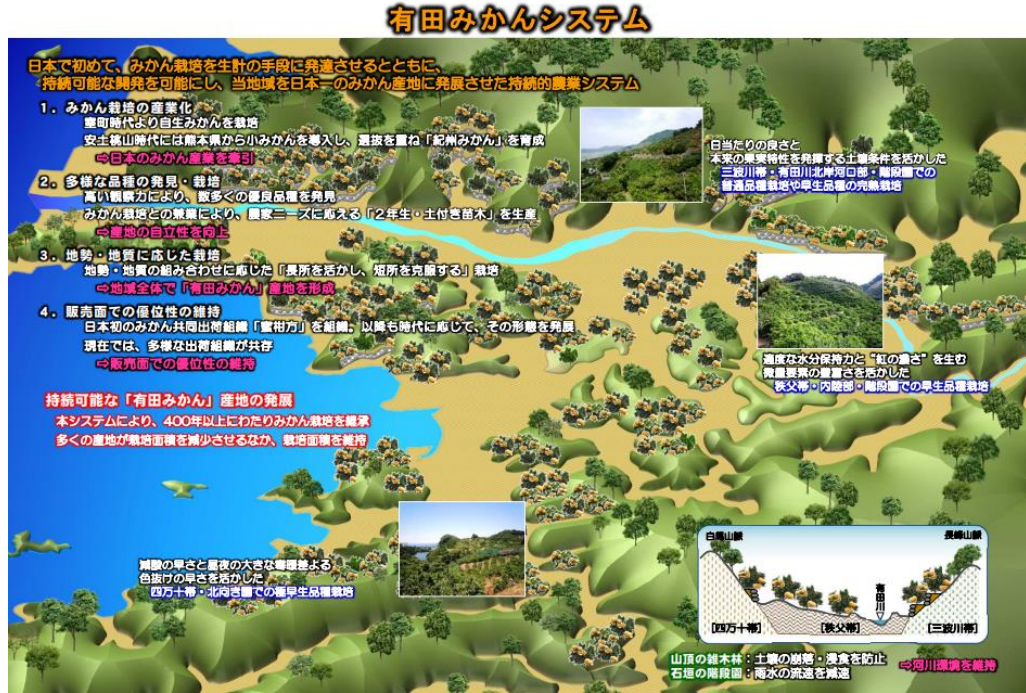 有田みかんシステム
日本で初めて、みかん栽培を生計の手段に発達させるとともに、
持続可能な開発を可能にし、当地域を日本一のみかん産地に発展させた持続的農業システム
1．みかん栽培の産業化
室町時代より自生みかんを栽培
安土桃山時代には熊本県から小みかんを導入し、選抜を重ね「紀州みかん」を育成
⇒日本のみかん産業を牽引
2．多様な品種の発見・栽培
高い観察力により、数多くの優良品種を発見
みかん栽培との兼業により、農家ニーズに応える「２年生・土付き苗木」を生産
⇒産地の自立性を向上
3．地勢・地質に応じた栽培
地勢・地質の組み合わせに応じた「長所を活かし、短所を克服する」栽培
⇒地域全体で「有田みかん」産地を形成
4．販売面での優位性の維持
日本初のみかん共同出荷組織「蜜柑方」を組織。以降も時代に応じて、その形態を発展
現在では、多様な出荷組織が共存
⇒販売面での優位性の維持
持続可能な「有田みかん」産地の発展
本システムにより、400年以上にわたりみかん栽培を継承
多くの産地が栽培面積を減少させるなか、栽培面積を維持
日当たりの良さと
本来の果実特性を発揮する土壌条件を活かした
三波川帯・有田川北岸河口部・階段園での
普通品種栽培や早生品種の完熟栽培
適度な水分保持力と“紅の濃さ”を生む
微量要素の豊富さを活かした
秩父帯・内陸部・階段園での早生品種栽培
減酸の早さと昼夜の大きな寒暖差よる
色抜けの早さを活かした
四万十帯・北向き園での極早生品種栽培
白馬山脈
長峰山脈
有田川
[四万十帯]
[秩父帯]
[三波川帯]
山頂の雑木林：土壌の崩落・浸食を防止
石垣の階段園：雨水の流速を減速
⇒河川環境を維持